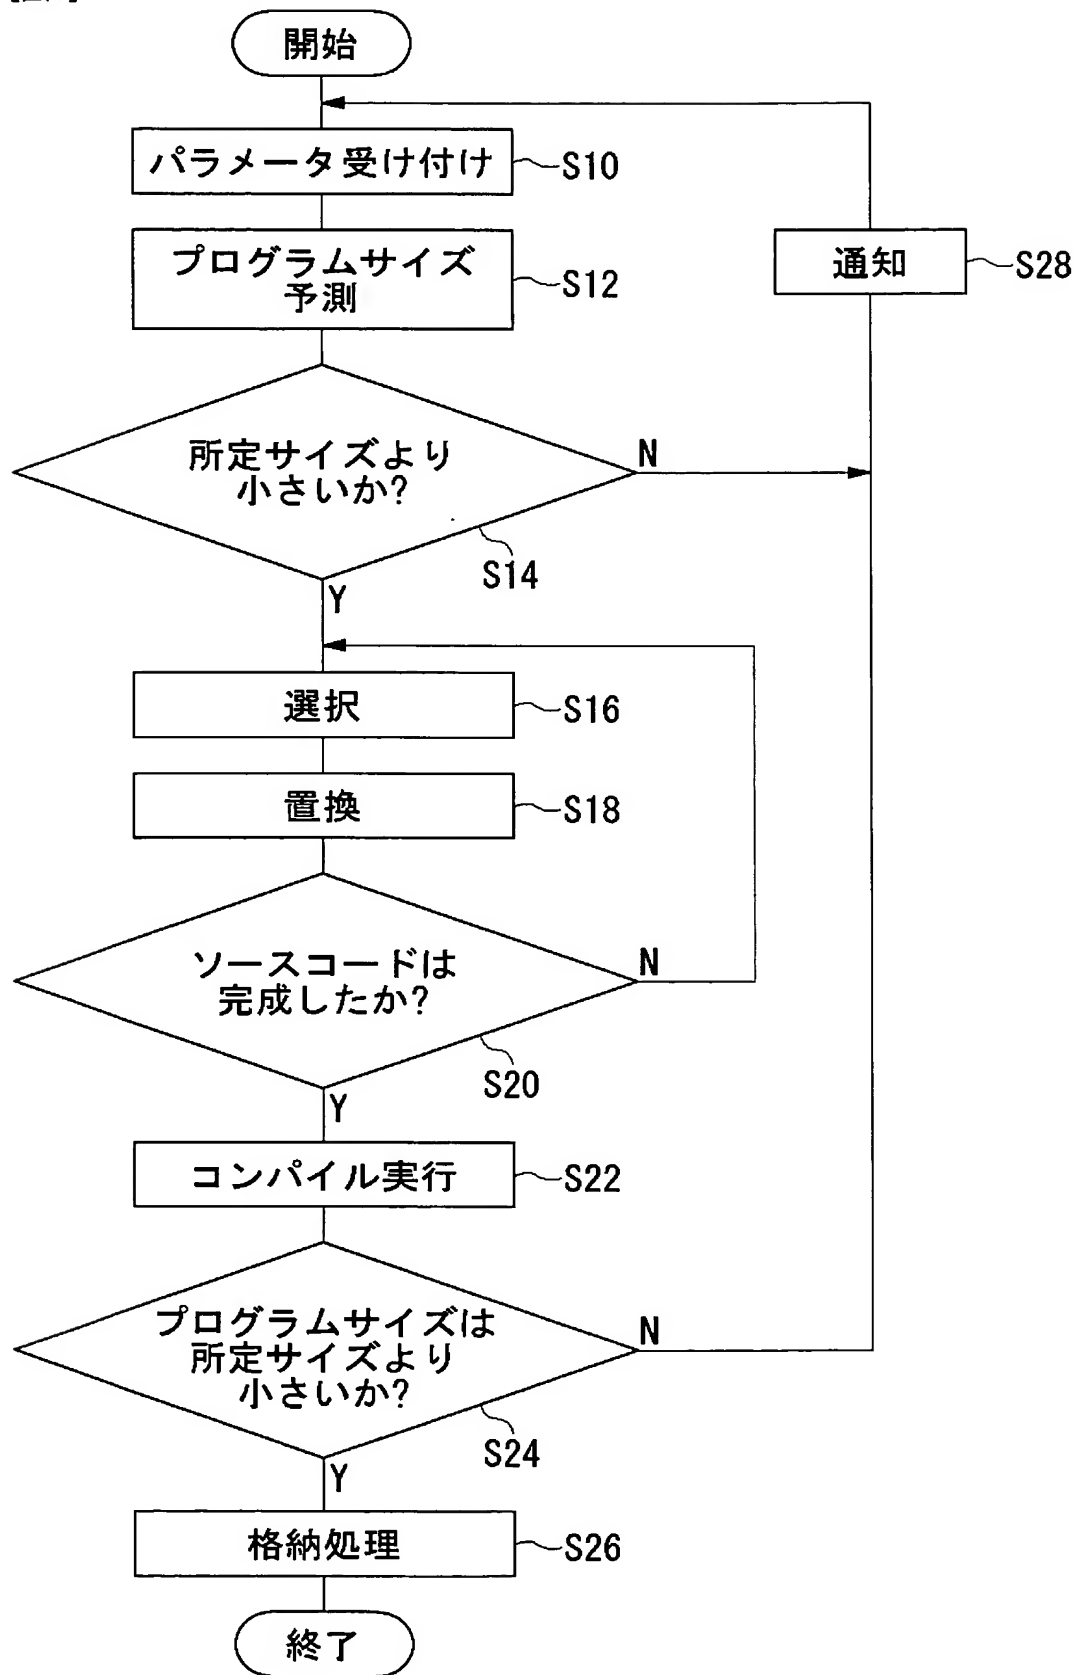 開始
パラメータ受け付け
S10
プログラムサイズ
予測
S12
通知
S28
所定サイズより
小さいか?
N
S14
Y
選択
S16
置換
S18
ソースコードは
完成したか?
N
S20
Y
コンパイル実行
S22
プログラムサイズは
所定サイズより
小さいか?
N
S24
Y
格納処理
S26
終了